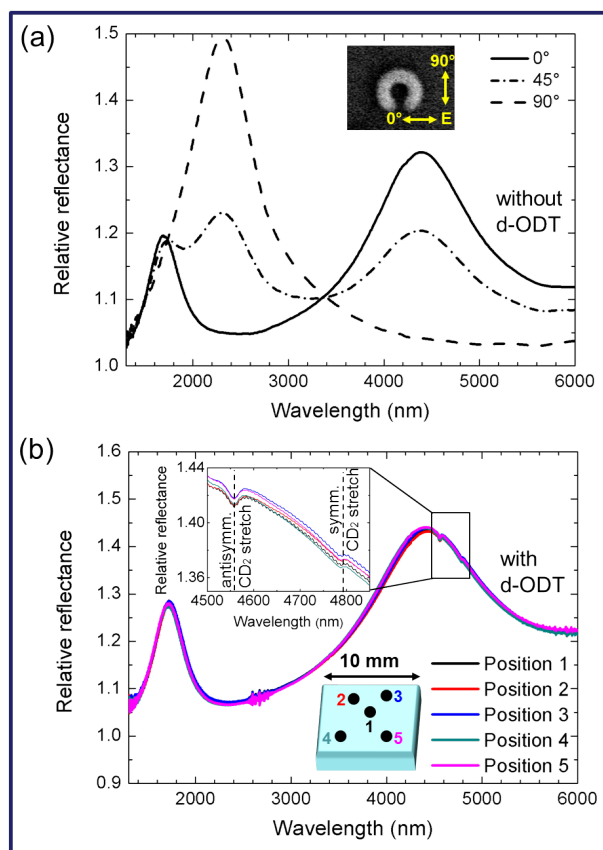 (a)
1.5
1.4
1.3
1.2
1.1
1.0
Relative reflectance
90°
0°
E
0°
45°
90°
without
d-ODT
2000
3000
4000
5000
6000
Wavelength (nm)
(b)
1.6
1.5
1.4
1.3
1.2
1.1
1.0
0.9
Relative reflectance
1.44
1.40
1.36
Relative reflectance
antisymm.
CD2 stretch
symm.
CD2 stretch
4500
4600
4700
4800
Wavelength (nm)
with
d-ODT
10 mm
2
3
1
4
5
Position 1
Position 2
Position 3
Position 4
Position 5
2000
3000
4000
5000
6000
Wavelength (nm)